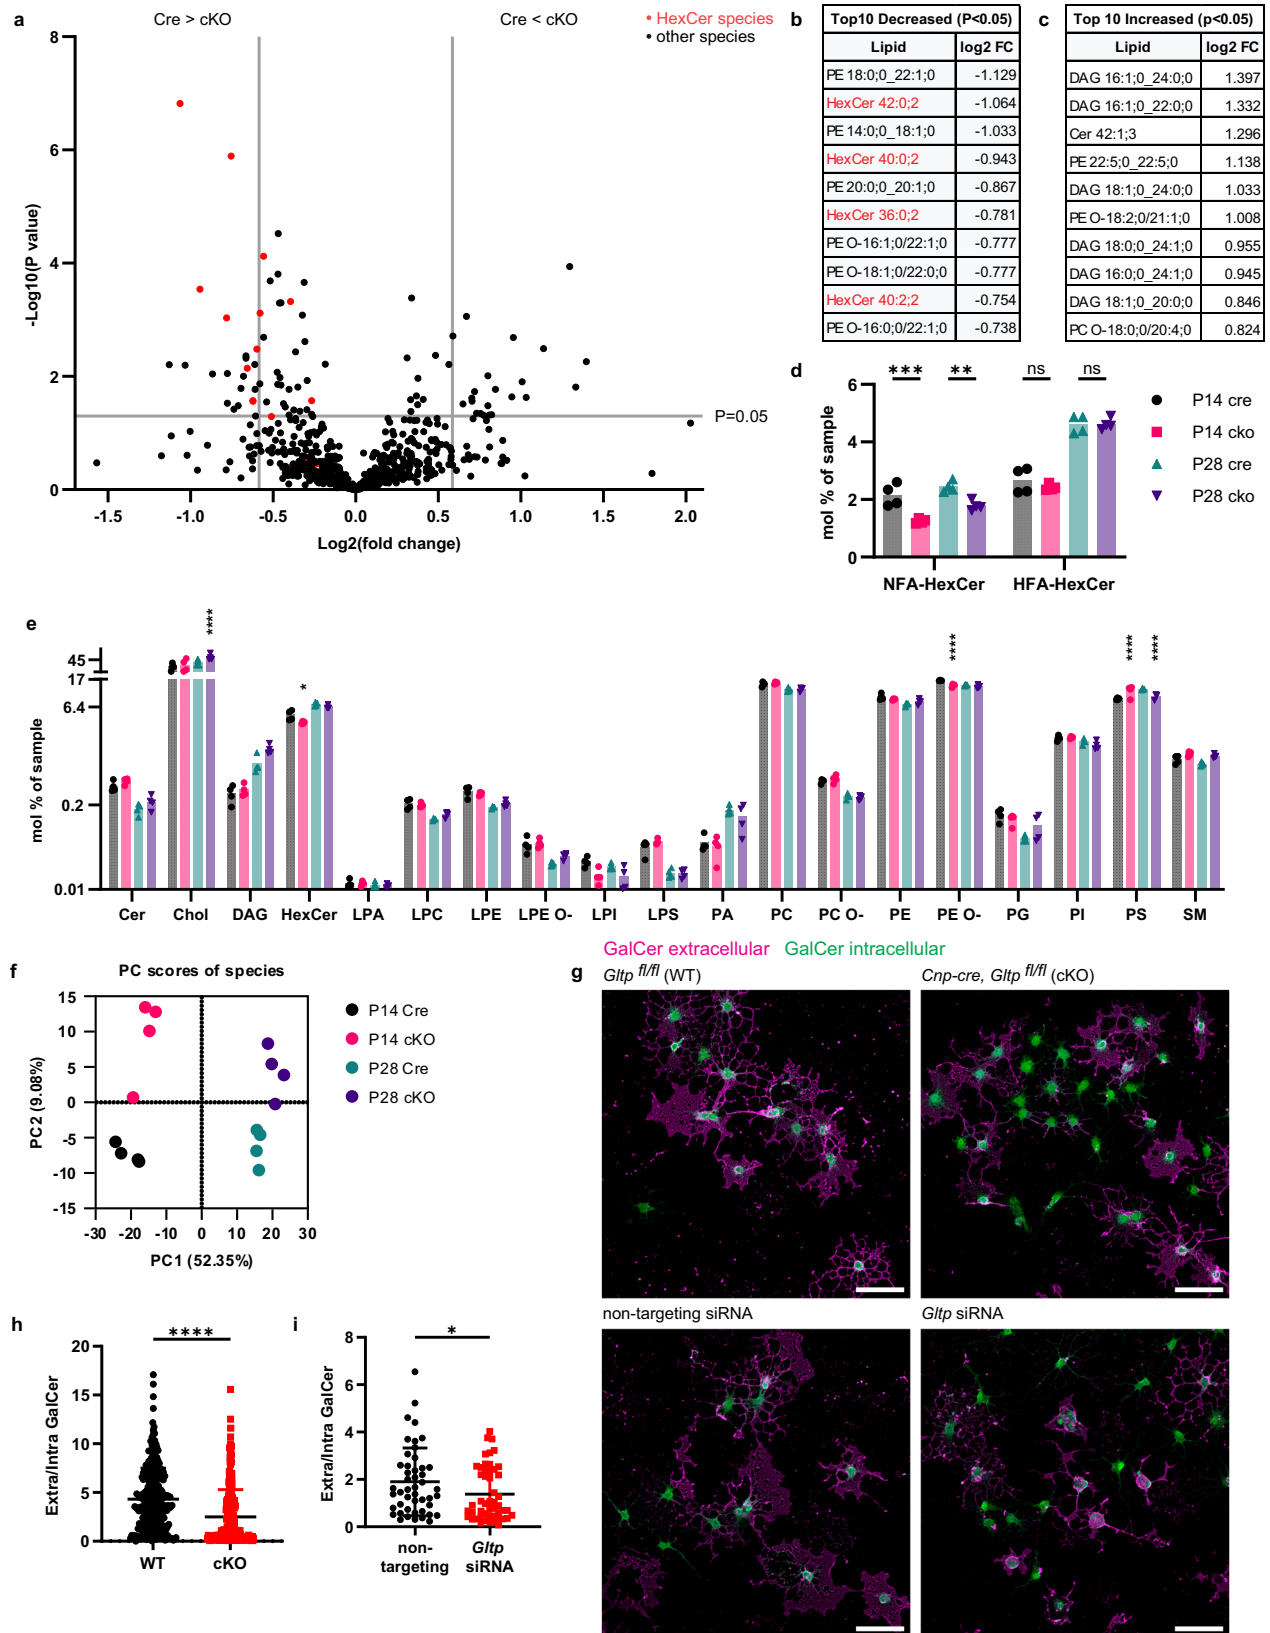 a
Cre > cKO
Cre < cKO
HexCer species
other species
8
6
4
2
0
-Log10(P value)
P=0.05
-1.5 -1.0 -0.5 0.0 0.5 1.0 1.5 2.0
Log2(fold change)
b
Top10 Decreased (P<0.05)
Lipid log2 FC
PE 18:0;0_22:1;0 -1.129
HexCer 42:0;2 -1.064
PE 14:0;0_18:1;0 -1.033
HexCer 40:0;2 -0.943
PE 20:0;0_20:1;0 -0.867
HexCer 36:0;2 -0.781
PE O-16:1;0/22:1;0 -0.777
PE O-18:1;0/22:0;0 -0.777
HexCer 40:2;2 -0.754
PE O-16:0;0/22:1;0 -0.738
c
Top 10 Increased (p<0.05)
Lipid log2 FC
DAG 16:1;0_24:0;0 1.397
DAG 16:1;0_22:0;0 1.332
Cer 42:1;3 1.296
PE 22:5;0_22:5;0 1.138
DAG 18:1;0_24:0;0 1.033
PE O-18:2;0/21:1;0 1.008
DAG 18:0;0_24:1;0 0.955
DAG 16:0;0_24:1;0 0.945
DAG 18:1;0_20:0;0 0.846
PC O-18:0;0/20:4;0 0.824
d
*** ** ns ns
6
4
2
0
mol % of sample
NFA-HexCer HFA-HexCer
P14 cre
P14 cko
P28 cre
P28 cko
e
**** * **** **** ****
45
17
6.4
0.2
0.01
mol % of sample
Cer Chol DAG HexCer LPA LPC LPE LPE O- LPI LPS PA PC PC O- PE PE O- PG PI PS SM
f
PC scores of species
15
10
5
0
-5
-10
-15
PC2 (9.08%)
-30 -20 -10 0 10 20 30
PC1 (52.35%)
P14 Cre
P14 cKO
P28 Cre
P28 cKO
GalCer extracellular GalCer intracellular
g
Gltp fl/fl (WT)
Cnp-cre, Gltp fl/fl (cKO)
non-targeting siRNA
Gltp siRNA
h
****
20
15
10
5
0
Extra/Intra GalCer
WT cKO
i
*
8
6
4
2
0
Extra/Intra GalCer
non-targeting
Gltp siRNA